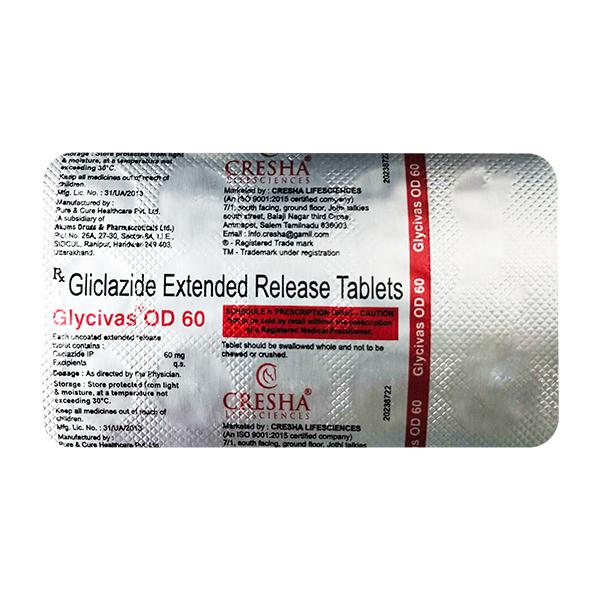 Storage : Store protected from light
& moisture, at a temperature not
exceeding 30°C.
Keep all medicines out of reach of
children.
Mfg. Lic. No. : 31/UA/2013
Manufactured by :
Pure & Cure Healthcare Pvt. Ltd.
(A subsidiary of
Akums Drugs & Pharmaceuticals Ltd.)
Plot No. 26A, 27-30, Sector-8A, I.I.E.,
SIDCUL, Ranipur, Haridwar-249 403,
Uttarakhand.
CRESHA®
LIFESCIENCES
Marketed by : CRESHA LIFESCIENCES
(An ISO 9001:2015 certified company)
7/1, south facing, ground floor, Jothi talkies
south street, Balaji Nagar third Cross,
Ammapet, Salem Tamilnadu 636003.
Email : Info.cresha@gamil.com
® - Registered Trade mark
TM - Trademark under registration
20238722
Glycivas OD 60
Rx Gliclazide Extended Release Tablets
Glycivas™ OD 60
SCHEDULE H PRESCRIPTION DRUG - CAUTION
not to be sold by retail without the prescription
of a Registered Medical Practitioner.
Each uncoated extended release
tablet contains :
Gliclazide IP 60 mg
Excipients q.s.
Dosage : As directed by the Physician.
Storage : Store protected from light
& moisture, at a temperature not
exceeding 30°C.
Keep all medicines out of reach of
children.
Mfg. Lic. No. : 31/UA/2013
Manufactured by :
Pure & Cure Healthcare Pvt. Ltd.
Tablet should be swallowed whole and not to be
chewed or crushed.
CRESHA®
LIFESCIENCES
Marketed by : CRESHA LIFESCIENCES
(An ISO 9001:2015 certified company)
7/1, south facing, ground floor, Jothi talkies
20238722
Glycivas OD 60
s OD 60